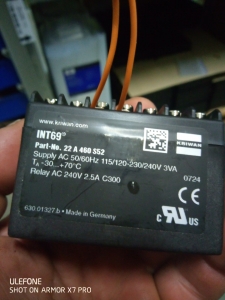 www.kriwan.com
KRIWAN
INT69®
Part-No. 22 A 460 S52
Supply AC 50/60Hz 115/120-230/240V 3VA
TA -30...+70°C
Relay AC 240V 2.5A C300
0724
CE
c RU US
630.01327.b • Made in Germany
ULEFONE
SHOT ON ARMOR X7 PRO